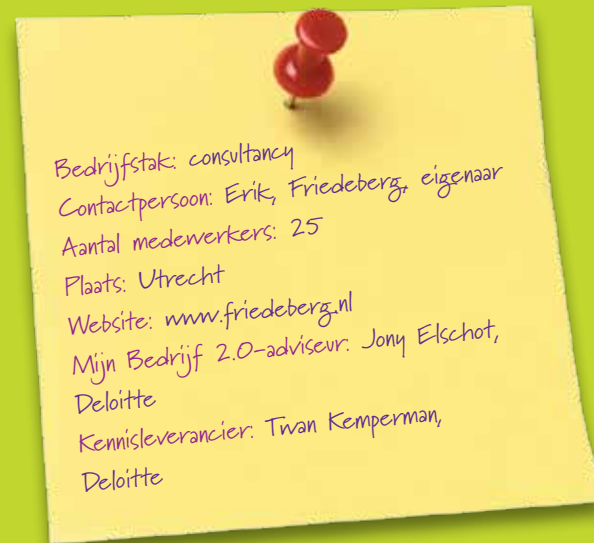 Bedrijfstak: consultancy
Contactpersoon: Erik, Friedeberg, eigenaar
Aantal medewerkers: 25
Plaats: Utrecht
Website: www.friedeberg.nl
Mijn Bedrijf 2.0-adviseur: Jony Elschot,
Deloitte
Kennisleverancier: Twan Kemperman,
Deloitte